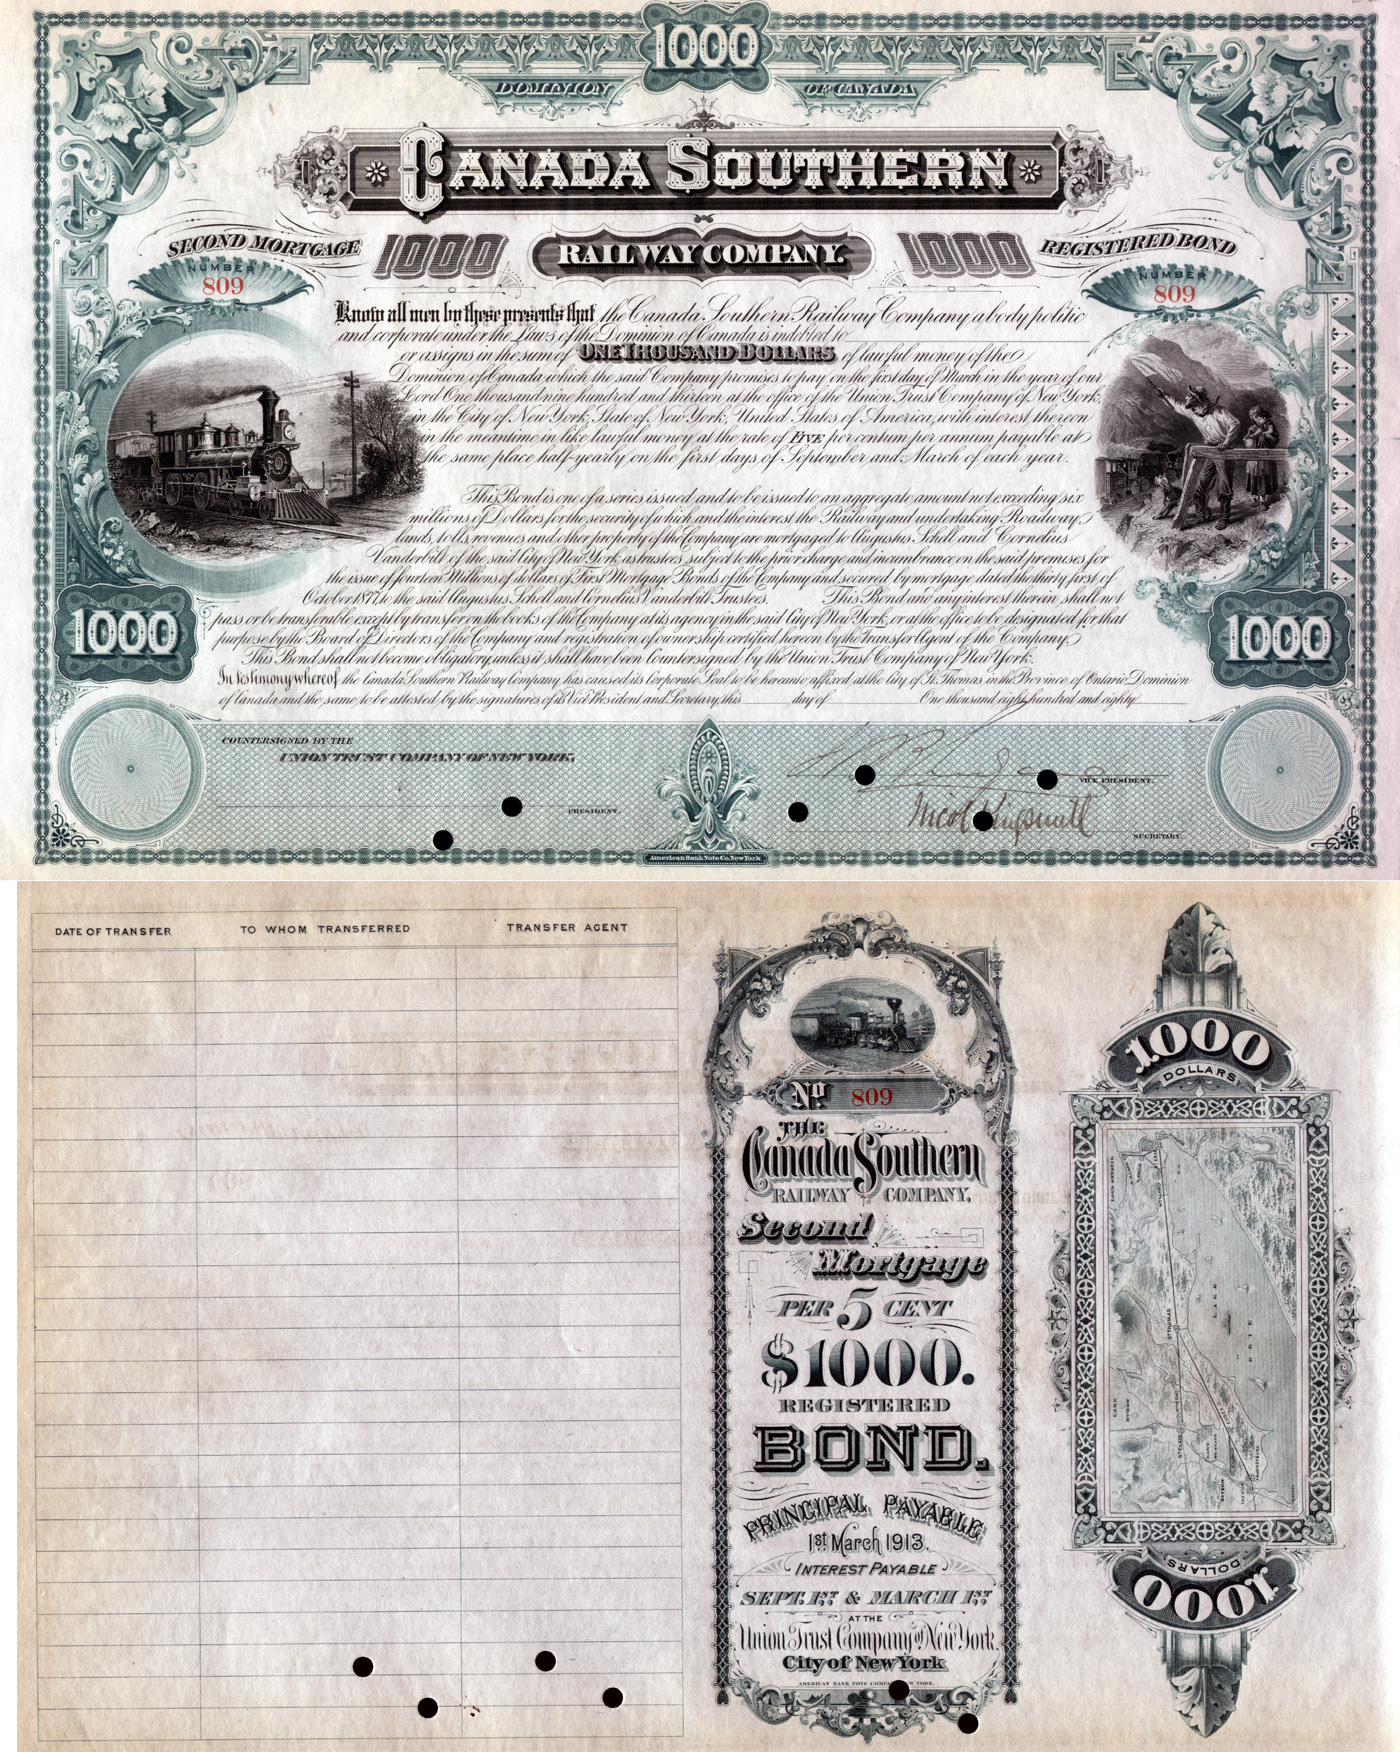 1000
DOMINION OF CANADA
CANADA SOUTHERN
SECOND MORTGAGE 1000 RAILWAY COMPANY. 1000 REGISTERED BOND
NUMBER
809
NUMBER
809
Know all men by these presents that the Canada Southern Railway Company a body politic
and corporate under the Laws of the Dominion of Canada is indebted to
or assigns in the sum of ONE THOUSAND DOLLARS of lawful money of the
Dominion of Canada which the said Company promises to pay on the first day of March in the year of our
Lord One thousand nine hundred and thirteen at the office of the Union Trust Company of New York,
in the City of New York, State of New York, United States of America, with interest thereon
in the meantime in like lawful money at the rate of FIVE per centum per annum payable at
the same place half-yearly on the first days of September and March of each year.
This Bond is one of a series issued and to be issued to an aggregate amount not exceeding six
millions of Dollars for the security of which and the interest the Railway and undertaking Roadway,
lands, tolls, revenues and other property of the Company are mortgaged to Augustus Schell and Cornelius
Vanderbilt of the said City of New York as trustees, subject to the prior charge and incumbrance on the said premises for
the issue of fourteen Millions of dollars of First Mortgage Bonds of the Company and secured by mortgage dated the thirty first of
October 1877 to the said Augustus Schell and Cornelius Vanderbilt Trustees. This Bond and any interest therein shall not
pass or be transferable except by transfer on the books of the Company at its agency in the said City of New York, or at the office to be designated for that
purpose by the Board of Directors of the Company and registration of ownership certified hereon by the Transfer Agent of the Company.
This Bond shall not become obligatory unless it shall have been Countersigned by the Union Trust Company of New York.
In testimony whereof the Canada Southern Railway Company has caused its Corporate Seal to be hereunto affixed at the City of St. Thomas in the Province of Ontario Dominion
of Canada and the same to be attested by the signatures of its Vice President and Secretary, this day of One thousand eight hundred and eighty
1000
1000
COUNTERSIGNED BY THE
UNION TRUST COMPANY OF NEW YORK.
PRESIDENT.
VICE PRESIDENT.
Nicol Kingsmill
SECRETARY.
American Bank Note Co. New York
DATE OF TRANSFER TO WHOM TRANSFERRED TRANSFER AGENT
No. 809
THE
Canada Southern
RAILWAY COMPANY,
Second
Mortgage
PER 5 CENT
$1000.
REGISTERED
BOND.
PRINCIPAL PAYABLE
1st March 1913.
INTEREST PAYABLE
SEPT. 1ST & MARCH 1ST
AT THE
Union Trust Company of New York.
City of New York
AMERICAN BANK NOTE COMPANY NEW YORK.
1000
DOLLARS
LAKE
ERIE
ST THOMAS
LAKE
HURON
DOLLARS
1000